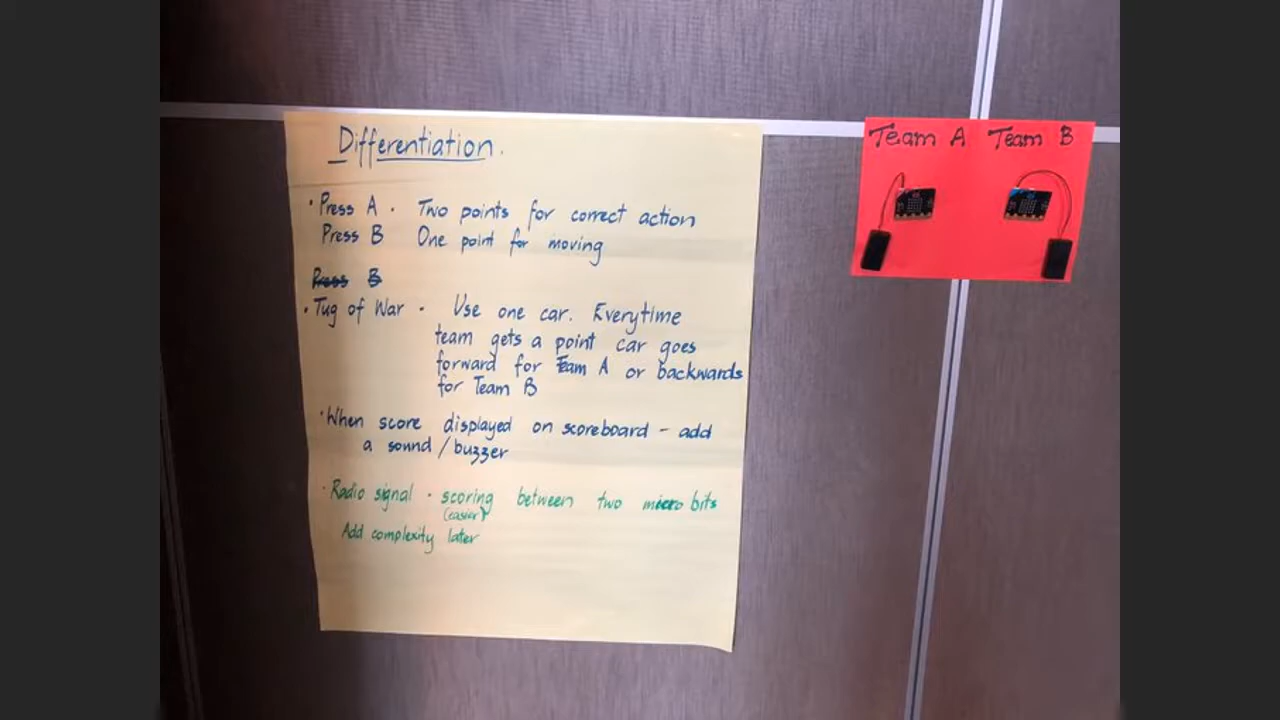 Differentiation.
• Press A • Two points for correct action
Press B One point for moving
Press B
• Tug of War • Use one car. Everytime
team gets a point car goes
forward for Team A or backwards
for Team B
• When score displayed on scoreboard - add
a sound / buzzer
• Radio signal • scoring between two micro bits
(easier)
Add complexity later
Team A Team B